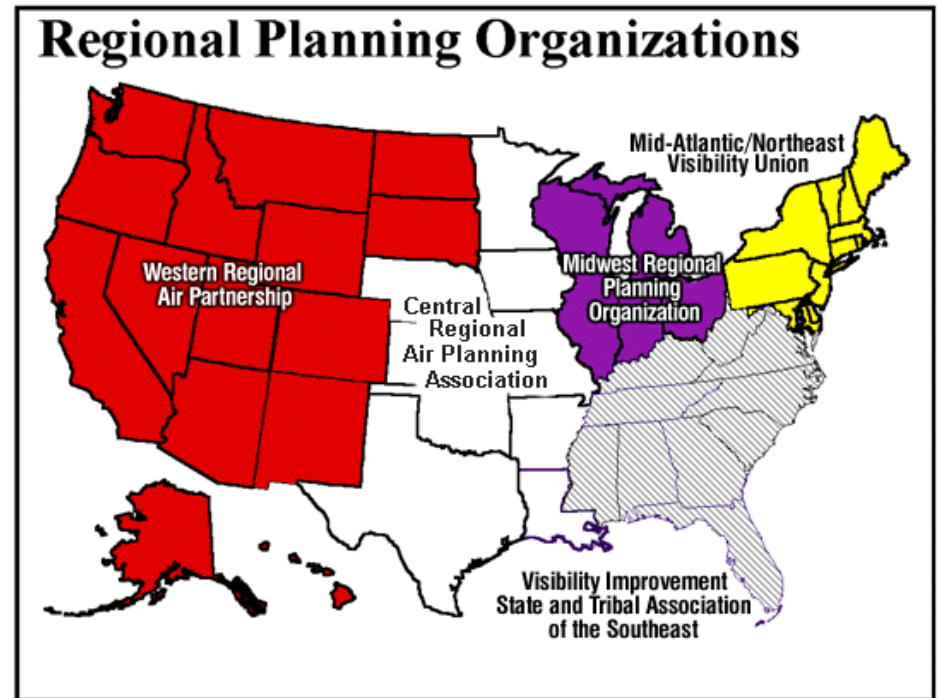 Regional Planning Organizations
Mid-Atlantic/Northeast
Visibility Union
Western Regional
Air Partnership
Midwest Regional
Planning
Organization
Central
Regional
Air Planning
Association
Visibility Improvement
State and Tribal Association
of the Southeast